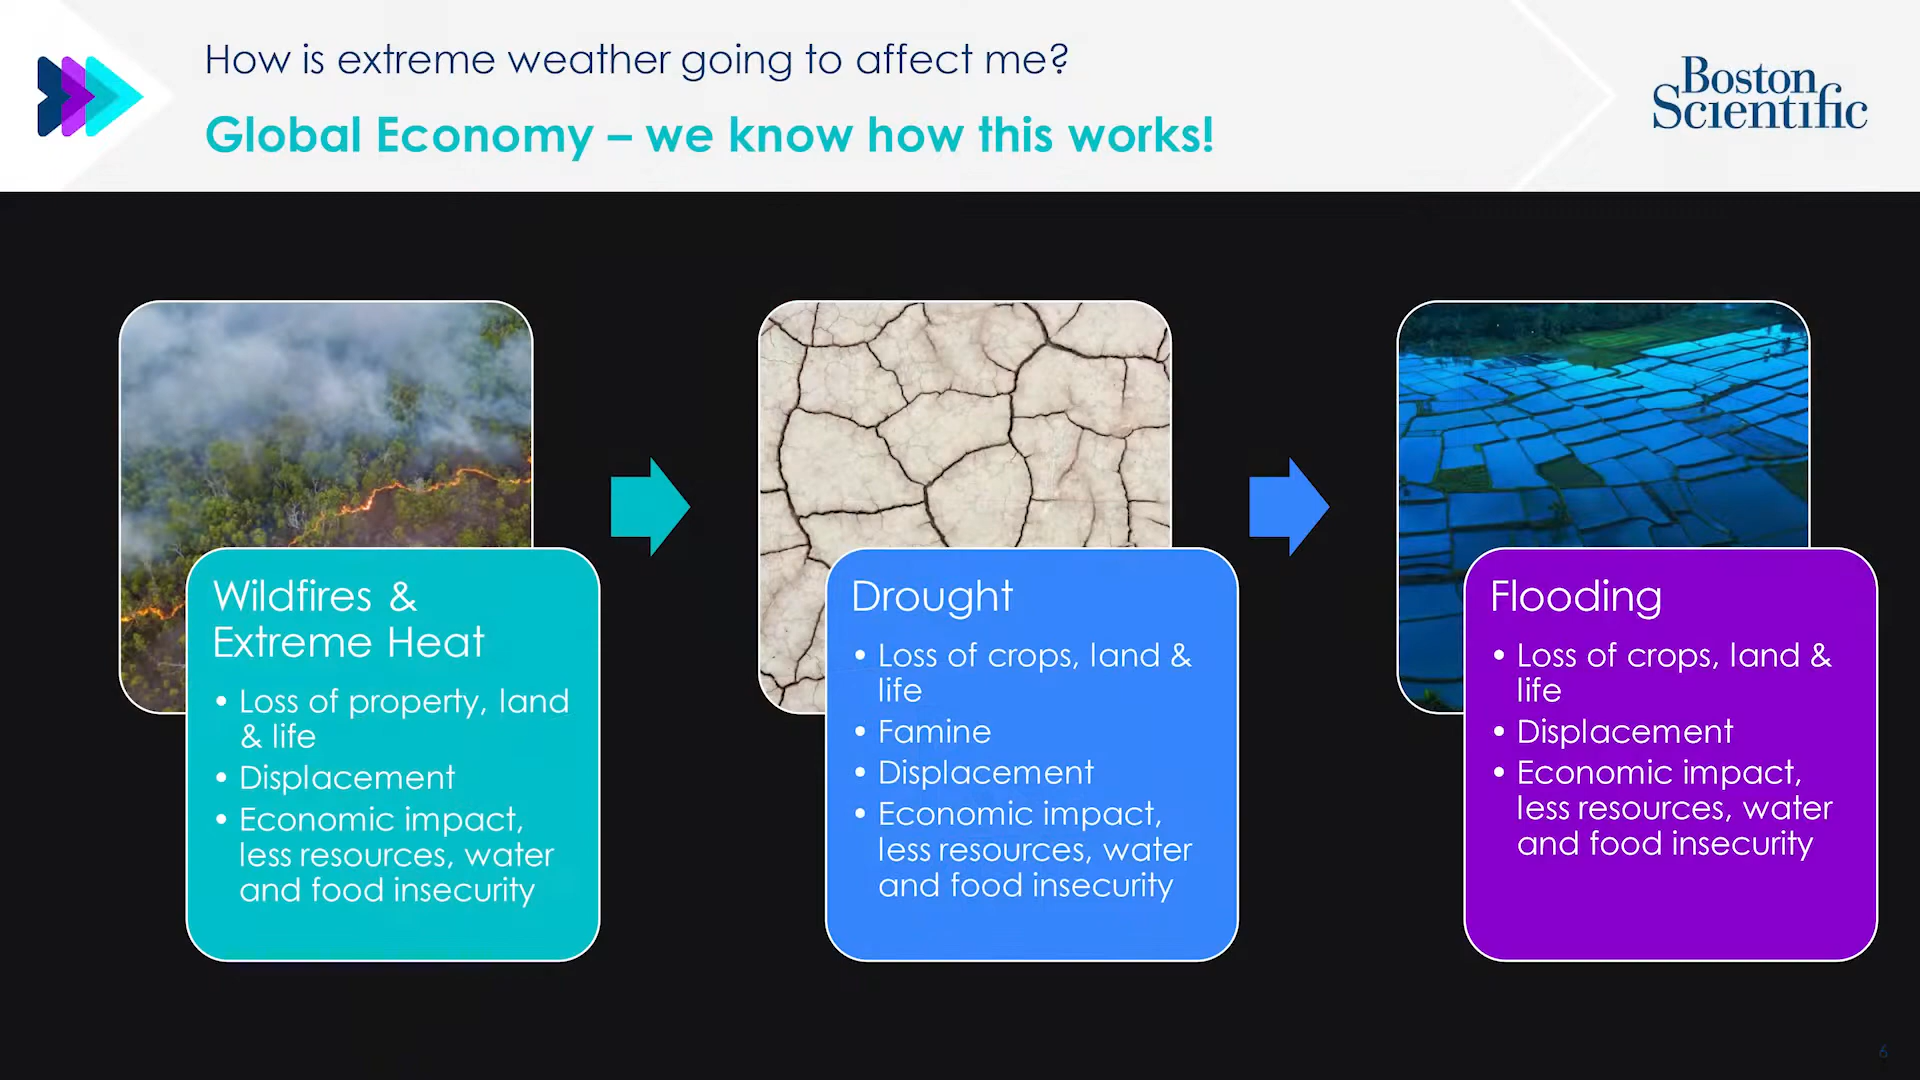 How is extreme weather going to affect me?
Global Economy – we know how this works!
Boston
Scientific
Wildfires &
Extreme Heat
• Loss of property, land
& life
• Displacement
• Economic impact,
less resources, water
and food insecurity
Drought
• Loss of crops, land &
life
• Famine
• Displacement
• Economic impact,
less resources, water
and food insecurity
Flooding
• Loss of crops, land &
life
• Displacement
• Economic impact,
less resources, water
and food insecurity
6